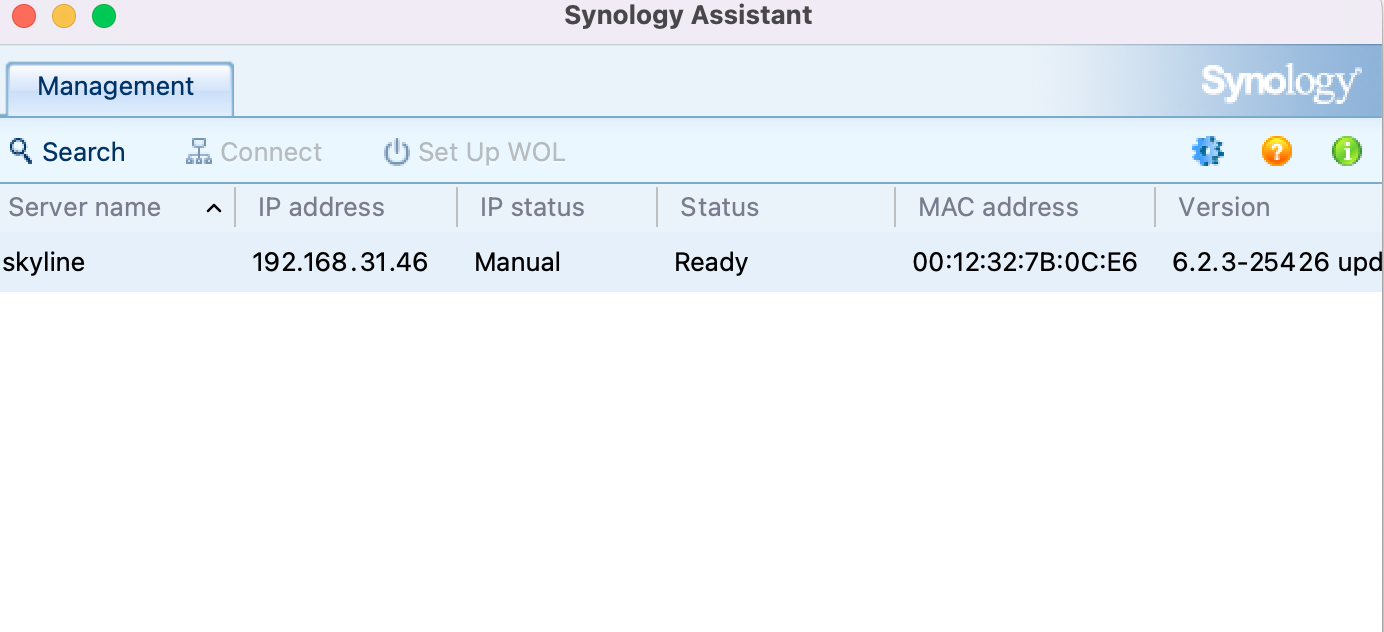 Synology Assistant
Management
Synology
Search Connect Set Up WOL
Server name IP address IP status Status MAC address Version
skyline 192.168.31.46 Manual Ready 00:12:32:7B:0C:E6 6.2.3-25426 upd